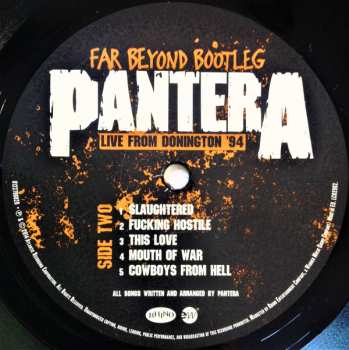 FAR BEYOND BOOTLEG
PANTERA
LIVE FROM DONINGTON '94
SIDE TWO
1 SLAUGHTERED
2 FUCKING HOSTILE
3 THIS LOVE
4 MOUTH OF WAR
5 COWBOYS FROM HELL
ALL SONGS WRITTEN AND ARRANGED BY PANTERA
RHINO